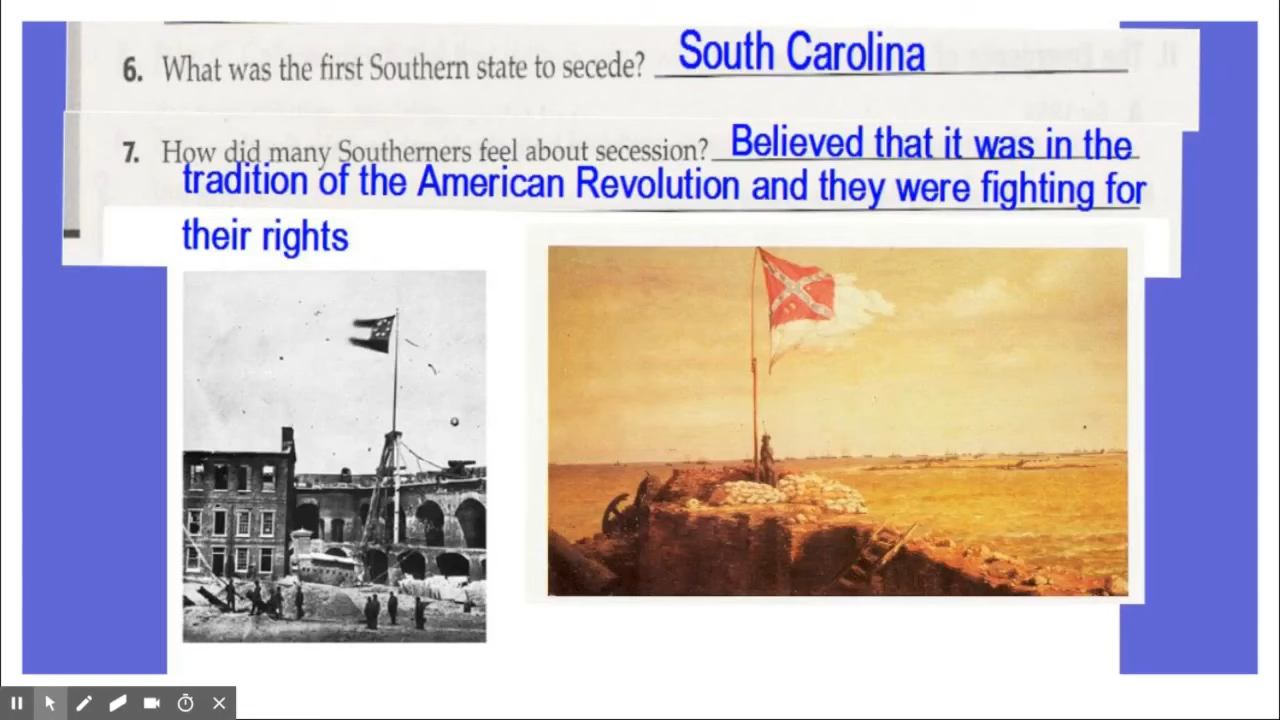 6. What was the first Southern state to secede? South Carolina
7. How did many Southerners feel about secession? Believed that it was in the
tradition of the American Revolution and they were fighting for
their rights